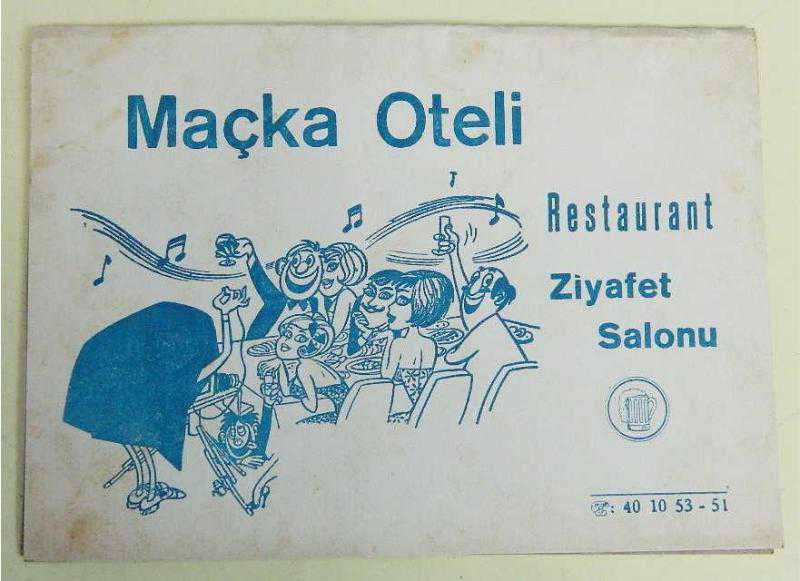 Maçka Oteli
Restaurant
Ziyafet
Salonu
☎: 40 10 53 - 51